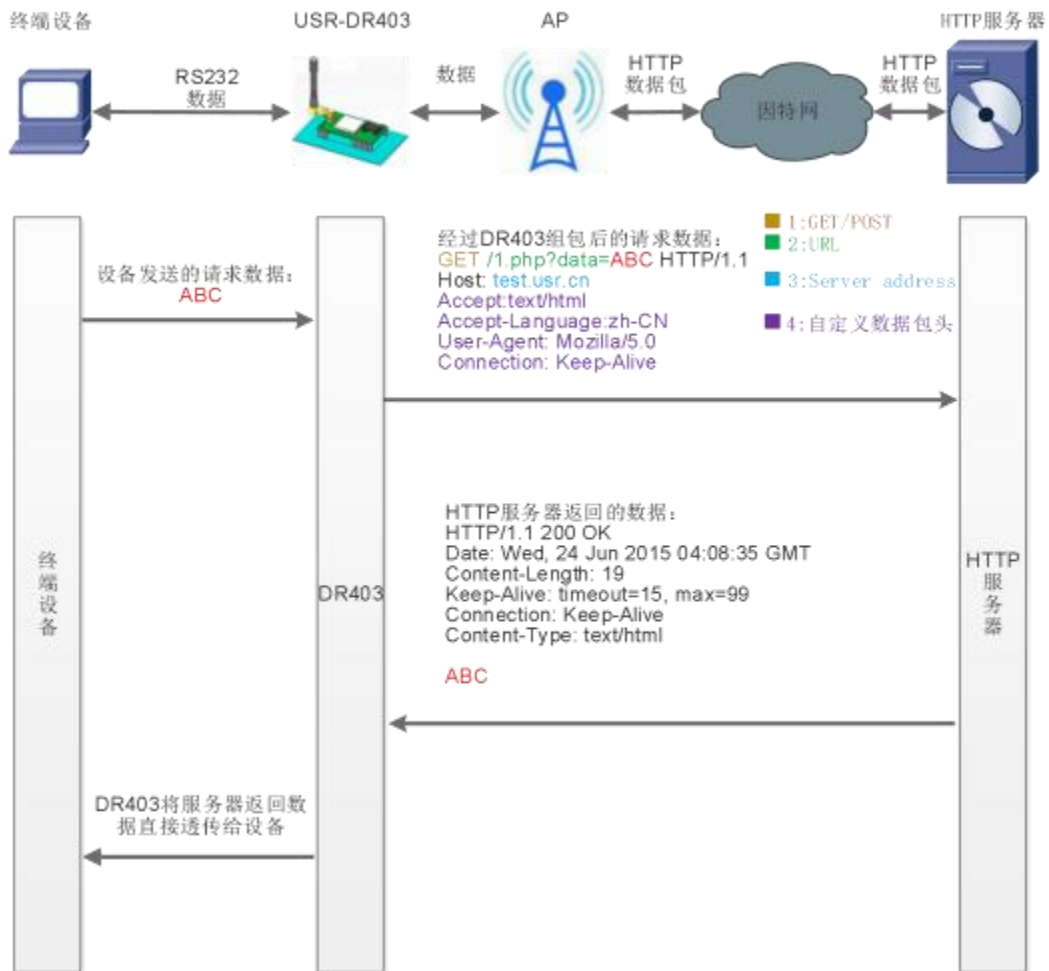 终端设备
USR-DR403
AP
HTTP服务器
RS232
数据
数据
HTTP
数据包
因特网
HTTP
数据包
设备发送的请求数据:
ABC
经过DR403组包后的请求数据:
GET /1.php?data=ABC HTTP/1.1
Host: test.usr.cn
Accept:text/html
Accept-Language:zh-CN
User-Agent: Mozilla/5.0
Connection: Keep-Alive
1:GET/POST
2:URL
3:Server address
4:自定义数据包头
HTTP服务器返回的数据:
HTTP/1.1 200 OK
Date: Wed, 24 Jun 2015 04:08:35 GMT
Content-Length: 19
Keep-Alive: timeout=15, max=99
Connection: Keep-Alive
Content-Type: text/html
ABC
终
端
设
备
DR403
HTTP
服
务
器
DR403将服务器返回数
据直接透传给设备